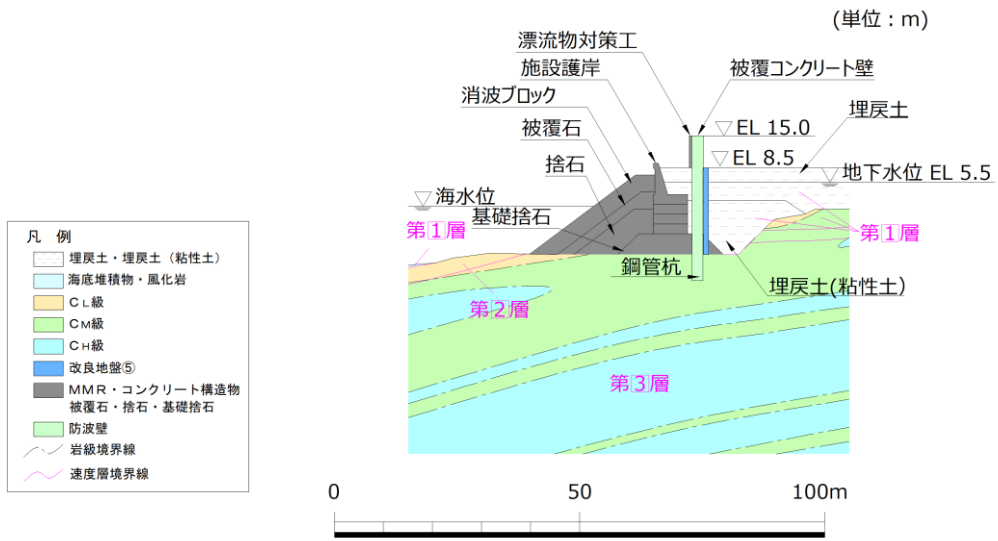 (単位：m)
漂流物対策工
施設護岸
被覆コンクリート壁
消波ブロック
埋戻土
被覆石
EL 15.0
捨石
EL 8.5
地下水位 EL 5.5
海水位
基礎捨石
第1層
第1層
鋼管杭
埋戻土(粘性土)
第2層
第3層
凡　例
埋戻土・埋戻土（粘性土）
海底堆積物・風化岩
CL級
CM級
CH級
改良地盤⑤
MMR・コンクリート構造物
被覆石・捨石・基礎捨石
防波壁
岩級境界線
速度層境界線
0 50 100m